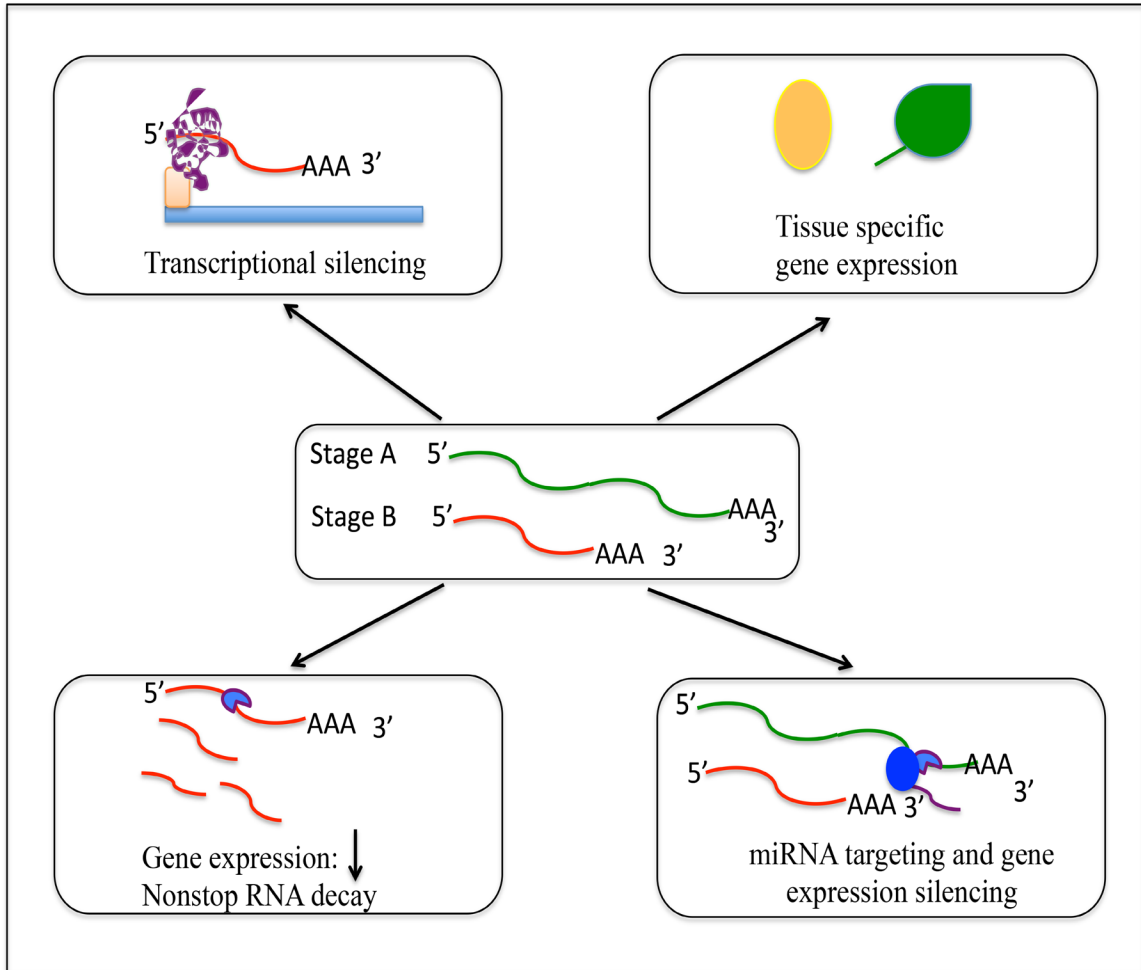 5’
AAA 3’
Transcriptional silencing
Tissue specific
gene expression
Stage A 5’
AAA
3’
Stage B 5’
AAA 3’
5’
AAA 3’
Gene expression:
Nonstop RNA decay
5’
AAA
3’
5’
AAA 3’
miRNA targeting and gene
expression silencing